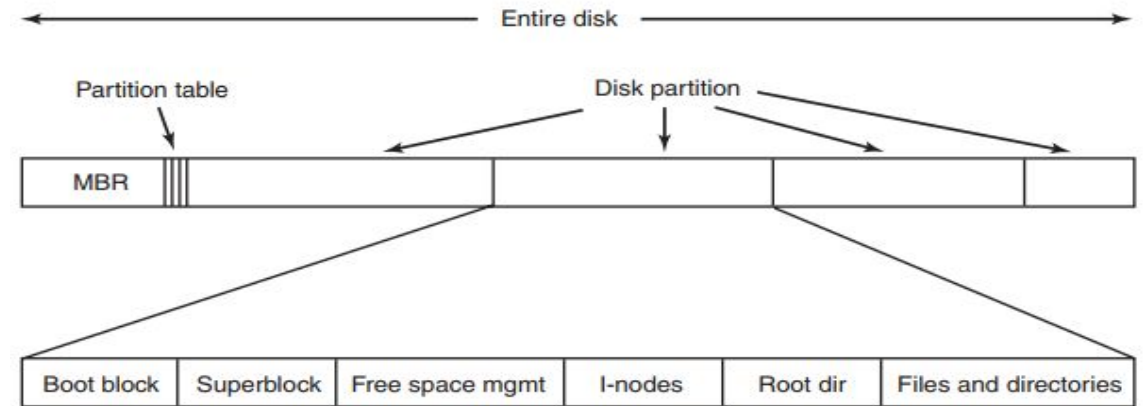 Entire disk
Partition table
Disk partition
MBR
Boot block
Superblock
Free space mgmt
I-nodes
Root dir
Files and directories